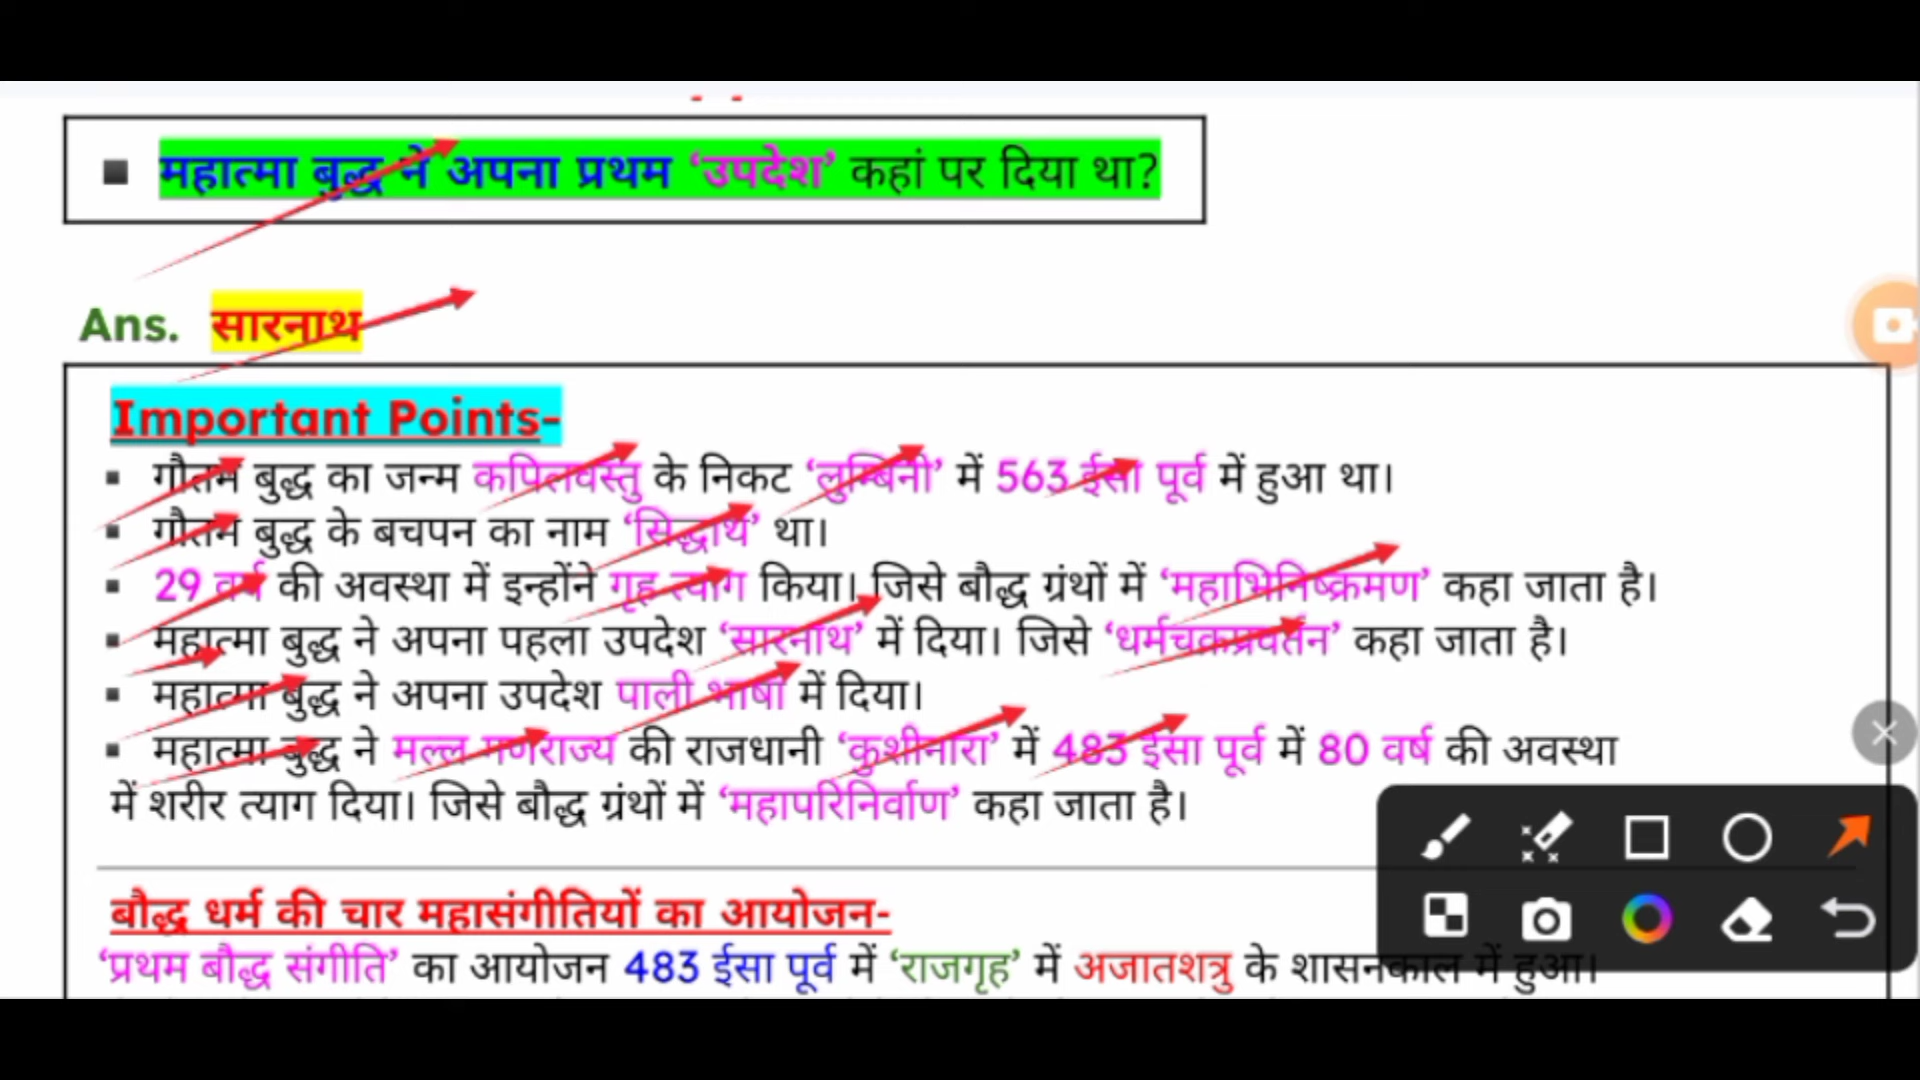 ▪ महात्मा बुद्ध ने अपना प्रथम ‘उपदेश’ कहां पर दिया था?
Ans. सारनाथ
Important Points-
▪ गौतम बुद्ध का जन्म कपिलवस्तु के निकट ‘लुम्बिनी’ में 563 ईसा पूर्व में हुआ था।
▪ गौतम बुद्ध के बचपन का नाम ‘सिद्धार्थ’ था।
▪ 29 वर्ष की अवस्था में इन्होंने गृह त्याग किया। जिसे बौद्ध ग्रंथों में ‘महाभिनिष्क्रमण’ कहा जाता है।
▪ महात्मा बुद्ध ने अपना पहला उपदेश ‘सारनाथ’ में दिया। जिसे ‘धर्मचक्रप्रवर्तन’ कहा जाता है।
▪ महात्मा बुद्ध ने अपना उपदेश पाली भाषा में दिया।
▪ महात्मा बुद्ध ने मल्ल गणराज्य की राजधानी ‘कुशीनारा’ में 483 ईसा पूर्व में 80 वर्ष की अवस्था
में शरीर त्याग दिया। जिसे बौद्ध ग्रंथों में ‘महापरिनिर्वाण’ कहा जाता है।
बौद्ध धर्म की चार महासंगीतियों का आयोजन-
‘प्रथम बौद्ध संगीति’ का आयोजन 483 ईसा पूर्व में ‘राजगृह’ में अजातशत्रु के शासनकाल में हुआ।